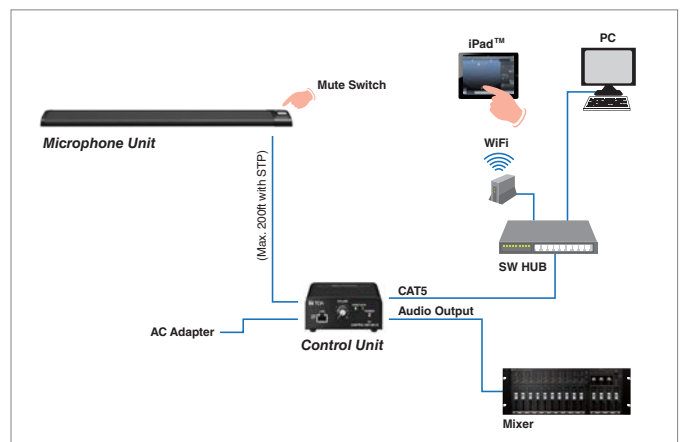 iPad™
PC
Mute Switch
Microphone Unit
WiFi
(Max. 200ft with STP)
SW HUB
CAT5
Audio Output
AC Adapter
Control Unit
TOA
Mixer